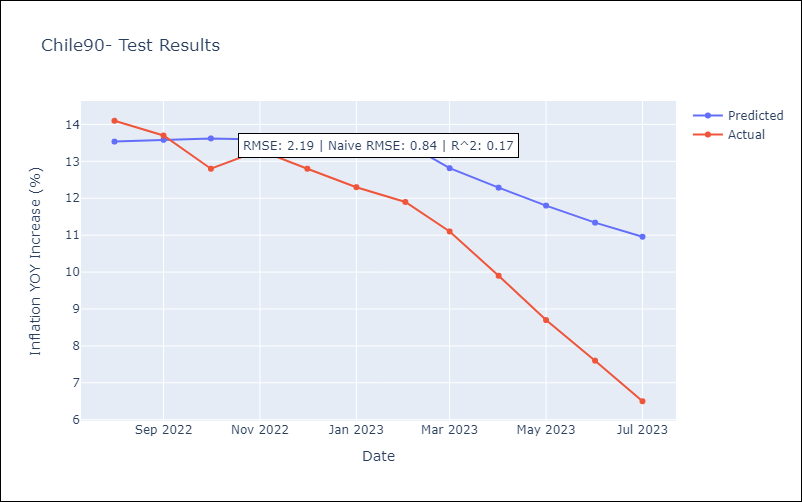 Chile90- Test Results
Predicted
Actual
RMSE: 2.19 | Naive RMSE: 0.84 | R^2: 0.17
Inflation YOY Increase (%)
14
13
12
11
10
9
8
7
6
Sep 2022
Nov 2022
Jan 2023
Mar 2023
May 2023
Jul 2023
Date